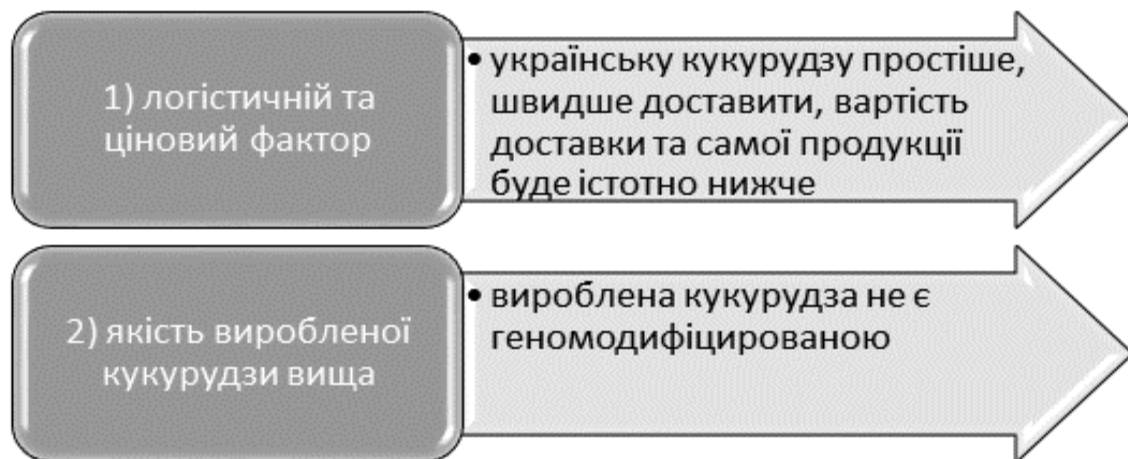 1) логістичній та
ціновий фактор
• українську кукурудзу простіше,
швидше доставити, вартість
доставки та самої продукції
буде істотно нижче
2) якість виробленої
кукурудзи вища
• вироблена кукурудза не є
геномодифіцированою